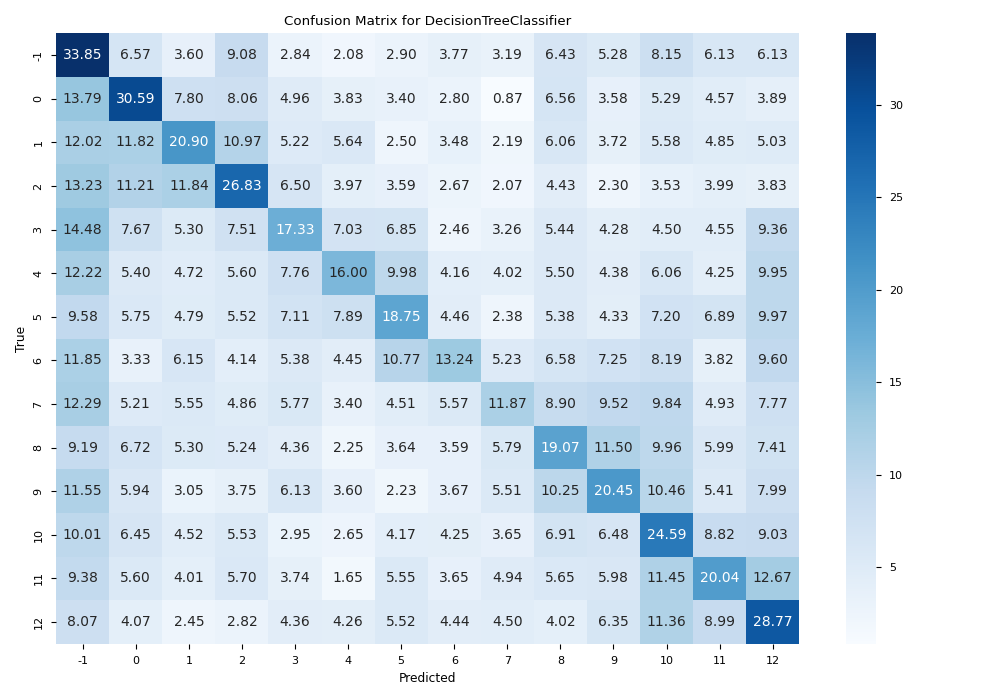 Confusion Matrix for DecisionTreeClassifier
-1 33.85 6.57 3.60 9.08 2.84 2.08 2.90 3.77 3.19 6.43 5.28 8.15 6.13 6.13
0 13.79 30.59 7.80 8.06 4.96 3.83 3.40 2.80 0.87 6.56 3.58 5.29 4.57 3.89
1 12.02 11.82 20.90 10.97 5.22 5.64 2.50 3.48 2.19 6.06 3.72 5.58 4.85 5.03
2 13.23 11.21 11.84 26.83 6.50 3.97 3.59 2.67 2.07 4.43 2.30 3.53 3.99 3.83
3 14.48 7.67 5.30 7.51 17.33 7.03 6.85 2.46 3.26 5.44 4.28 4.50 4.55 9.36
4 12.22 5.40 4.72 5.60 7.76 16.00 9.98 4.16 4.02 5.50 4.38 6.06 4.25 9.95
5 9.58 5.75 4.79 5.52 7.11 7.89 18.75 4.46 2.38 5.38 4.33 7.20 6.89 9.97
6 11.85 3.33 6.15 4.14 5.38 4.45 10.77 13.24 5.23 6.58 7.25 8.19 3.82 9.60
7 12.29 5.21 5.55 4.86 5.77 3.40 4.51 5.57 11.87 8.90 9.52 9.84 4.93 7.77
8 9.19 6.72 5.30 5.24 4.36 2.25 3.64 3.59 5.79 19.07 11.50 9.96 5.99 7.41
9 11.55 5.94 3.05 3.75 6.13 3.60 2.23 3.67 5.51 10.25 20.45 10.46 5.41 7.99
10 10.01 6.45 4.52 5.53 2.95 2.65 4.17 4.25 3.65 6.91 6.48 24.59 8.82 9.03
11 9.38 5.60 4.01 5.70 3.74 1.65 5.55 3.65 4.94 5.65 5.98 11.45 20.04 12.67
12 8.07 4.07 2.45 2.82 4.36 4.26 5.52 4.44 4.50 4.02 6.35 11.36 8.99 28.77
-1 0 1 2 3 4 5 6 7 8 9 10 11 12
Predicted
True
30
25
20
15
10
5